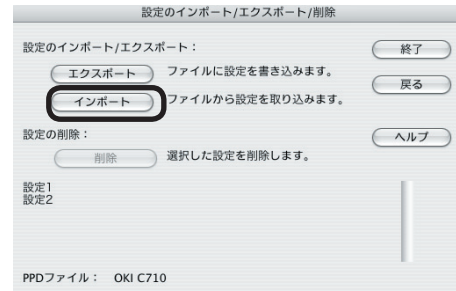 設定のインポート/エクスポート/削除
設定のインポート/エクスポート：
エクスポート ファイルに設定を書き込みます。
インポート ファイルから設定を取り込みます。
設定の削除：
削除 選択した設定を削除します。
設定1
設定2
PPDファイル： OKI C710
終了
戻る
ヘルプ